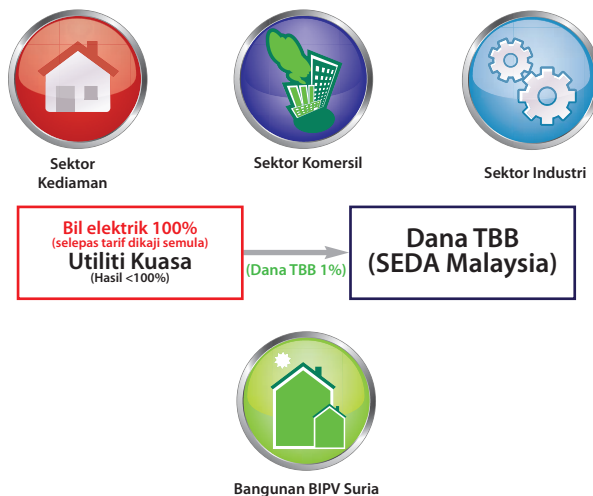 Sektor
Kediaman
Sektor Komersil
Sektor Industri
Bil elektrik 100%
(selepas tarif dikaji semula)
Utiliti Kuasa
(Hasil <100%)
(Dana TBB 1%)
Dana TBB
(SEDA Malaysia)
Bangunan BIPV Suria